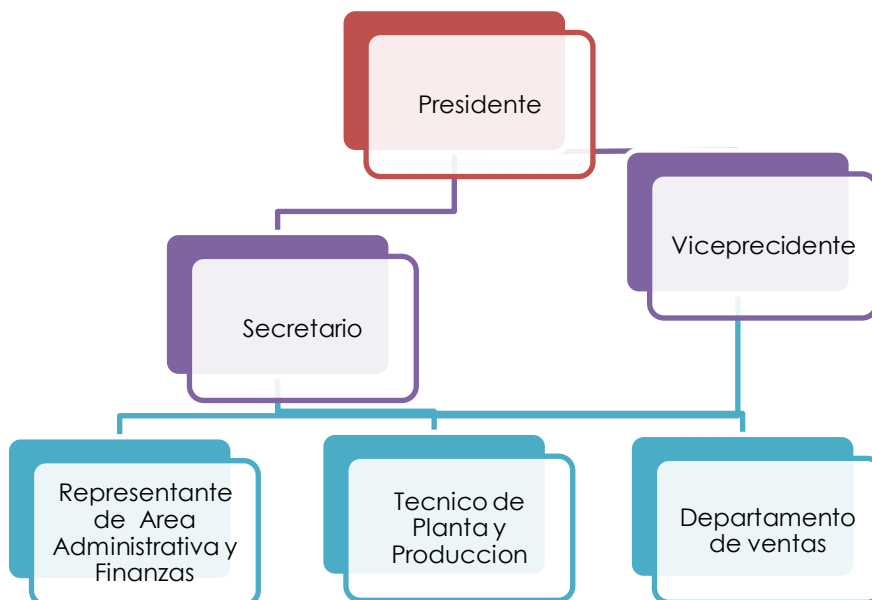 Presidente
Viceprecidente
Secretario
Representante
de Area
Administrativa y
Finanzas
Tecnico de
Planta y
Produccion
Departamento
de ventas